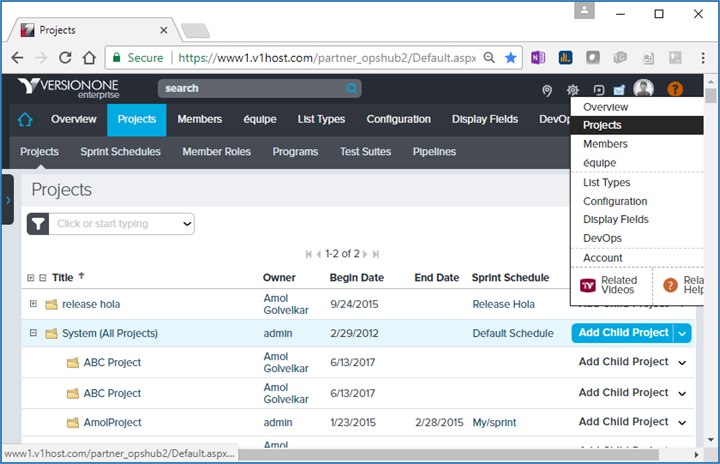 Projects
Secure https://www1.v1host.com/partner_opshub2/Default.aspx
VERSIONONE
enterprise
search
Overview Projects Members équipe List Types Configuration Display Fields DevO
Projects Sprint Schedules Member Roles Programs Test Suites Pipelines
Overview
Projects
Members
équipe
List Types
Configuration
Display Fields
DevOps
Account
Related Videos
Rela
Help
Projects
Click or start typing
1-2 of 2
Title Owner Begin Date End Date Sprint Schedule
release hola Amol Golvelkar 9/24/2015 Release Hola Add Child Project
System (All Projects) admin 2/29/2012 Default Schedule Add Child Project
ABC Project Amol Golvelkar 6/13/2017 Add Child Project
ABC Project Amol Golvelkar 6/13/2017 Add Child Project
AmolProject admin 1/23/2015 2/28/2015 My/sprint Add Child Project
Amol
www1.v1host.com/partner_opshub2/Default.aspx...